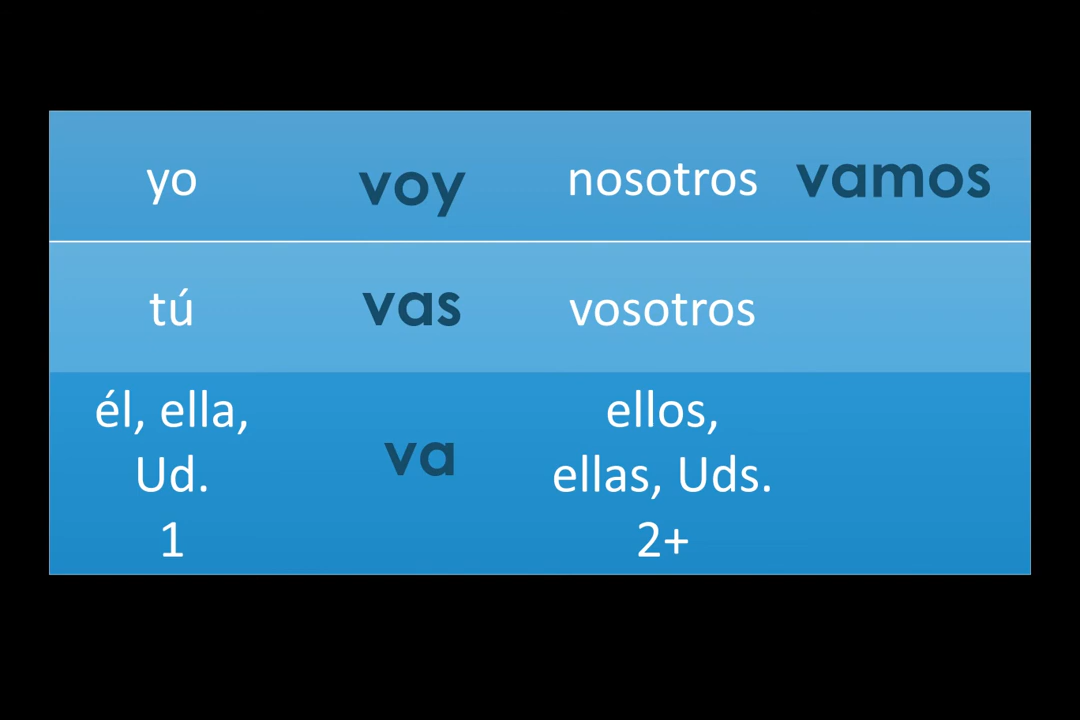 yo voy nosotros vamos
tú vas vosotros
él, ella, ellos,
Ud. va ellas, Uds.
1 2+